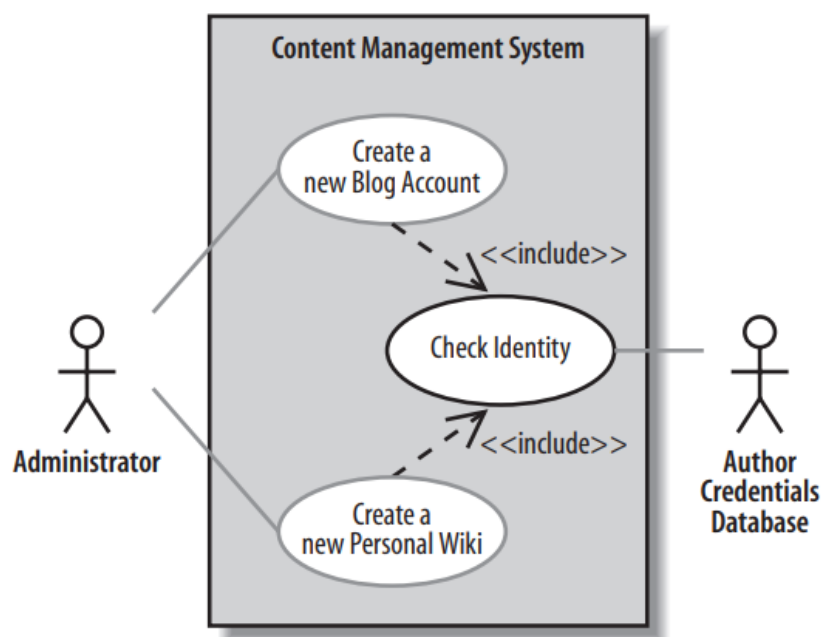 Content Management System
Create a
new Blog Account
<<include>>
Check Identity
<<include>>
Administrator
Author
Credentials
Database
Create a
new Personal Wiki